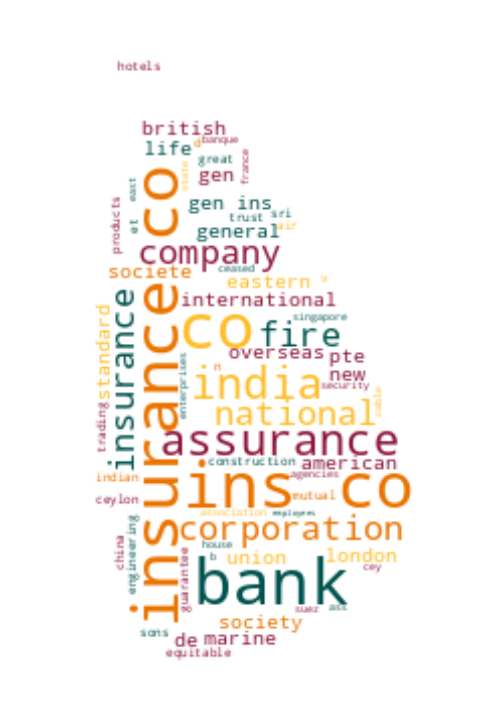 hotels
british
life
d
banque
great
state
gen
france
east
et
products
gen ins
trust
sri
air
general
company
ceased
societe
eastern
v
international
insurance co
co
singapore
fire
standard
insurance
overseas
pte
enterprises
n
new
india
security
cable
national
trading
assurance
construction
american
indian
agencies
ins co
mutual
ceylon
association
employees
corporation
china
engineering
house
b
union
london
guarantee
cey
bank
suez
ass
society
sons
de
marine
equitable